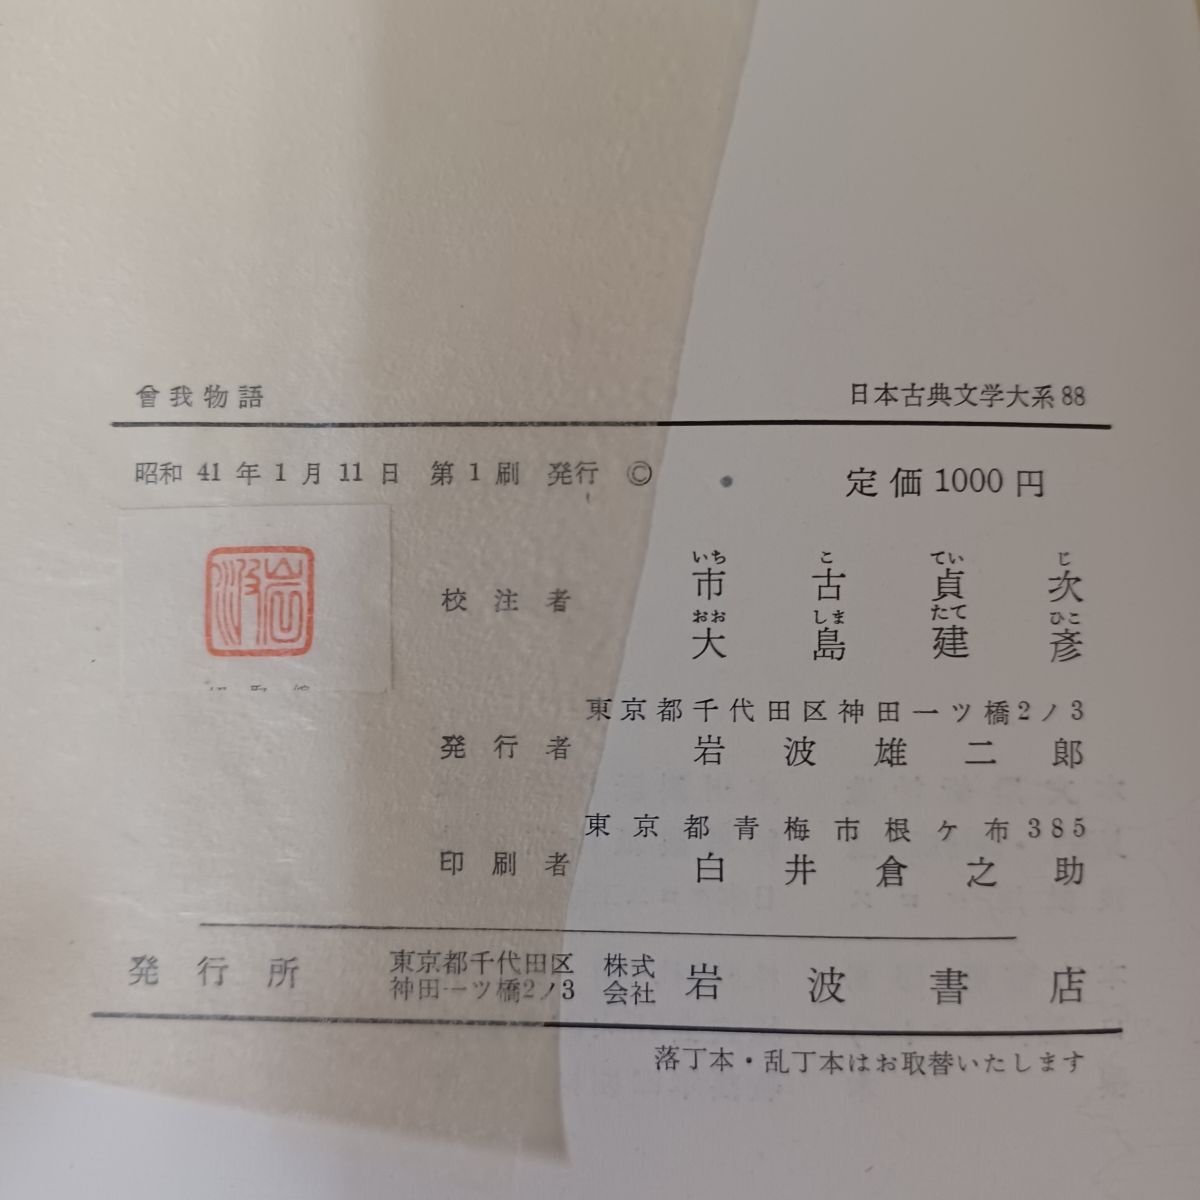 曾我物語
日本古典文学大系88
昭和41年1月11日 第1刷 発行 ©
定価1000円
岩波
校注者
いち こ てい じ
市古貞次
おお しま たて ひこ
大島建彦
東京都千代田区神田一ツ橋2ノ3
発行者 岩波雄二郎
東京都青梅市根ヶ布385
印刷者 白井倉之助
発行所 東京都千代田区神田一ツ橋2ノ3 株式会社 岩波書店
落丁本・乱丁本はお取替いたします